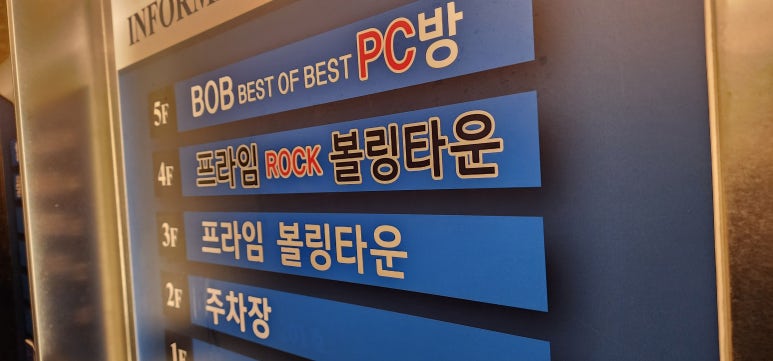 INFORM
5F BOB BEST OF BEST PC방
4F 프라임 ROCK 볼링타운
3F 프라임 볼링타운
2F 주차장
1F